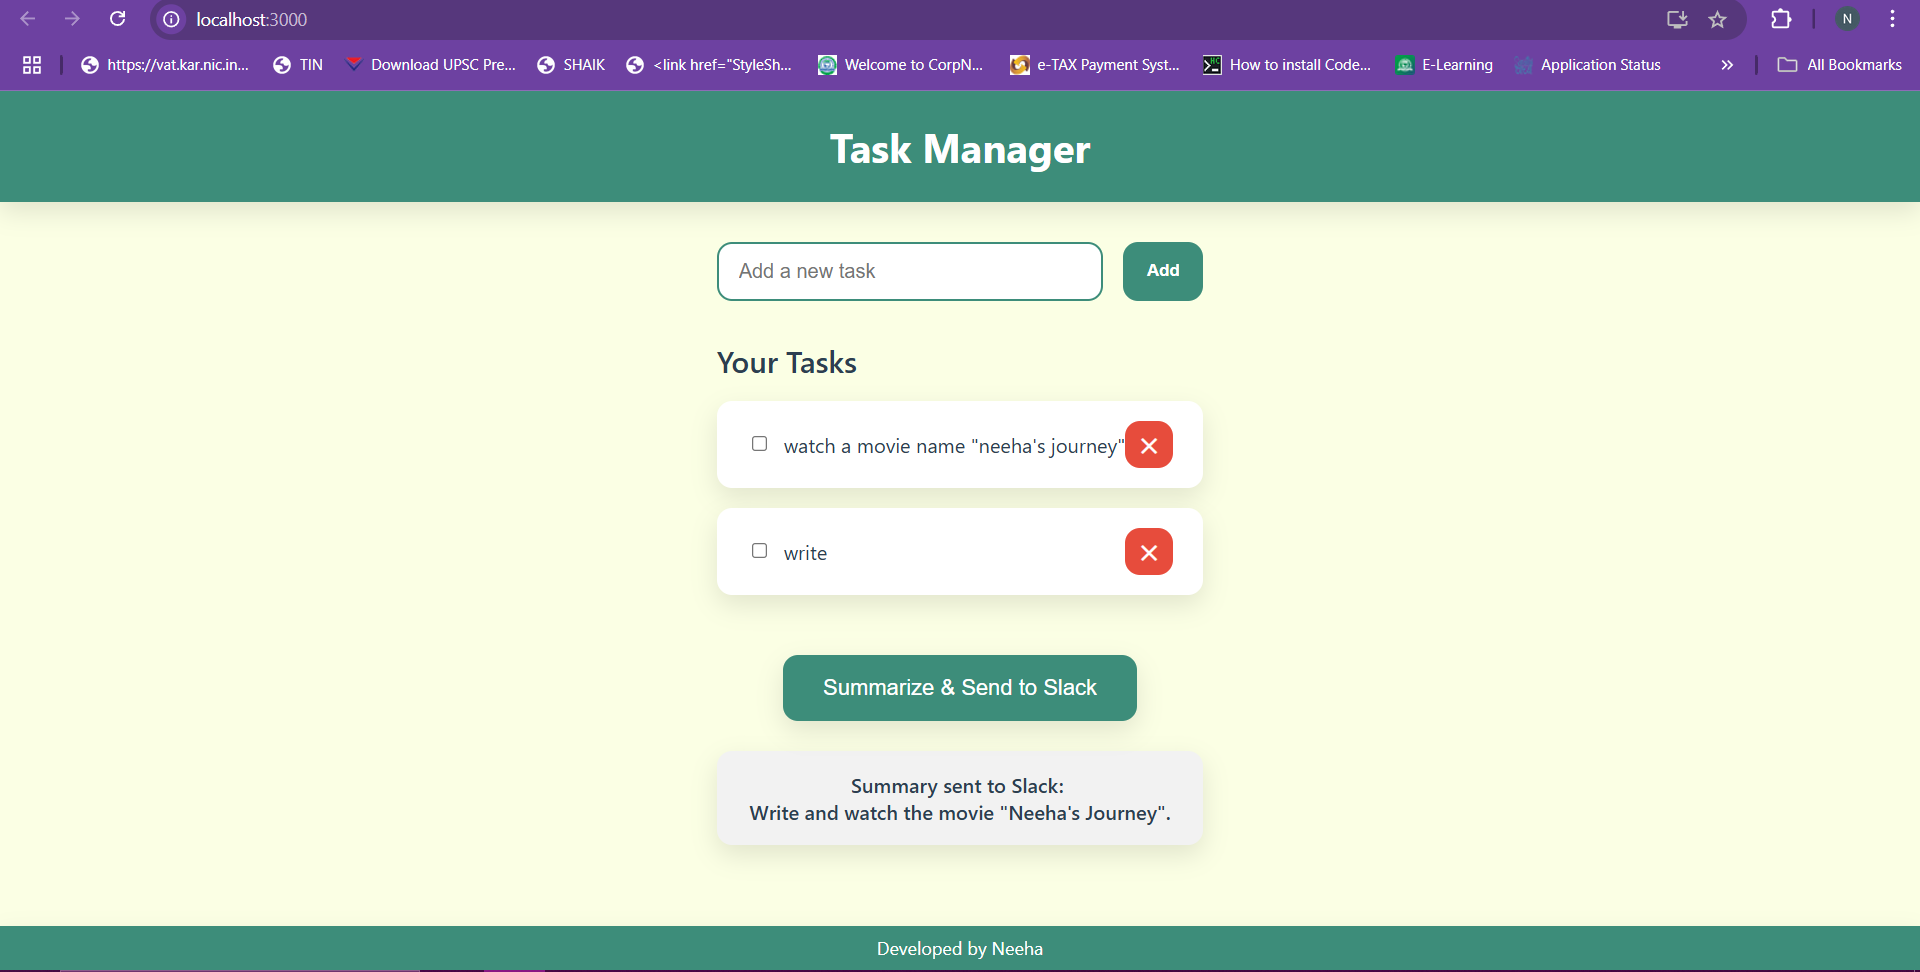 localhost:3000
N
https://vat.kar.nic.in... TIN Download UPSC Pre... SHAIK <link href="StyleSh... Welcome to CorpN... e-TAX Payment Syst... How to install Code... E-Learning Application Status » All Bookmarks
Task Manager
Add a new task Add
Your Tasks
watch a movie name "neeha's journey"
write
Summarize & Send to Slack
Summary sent to Slack:
Write and watch the movie "Neeha's Journey".
Developed by Neeha